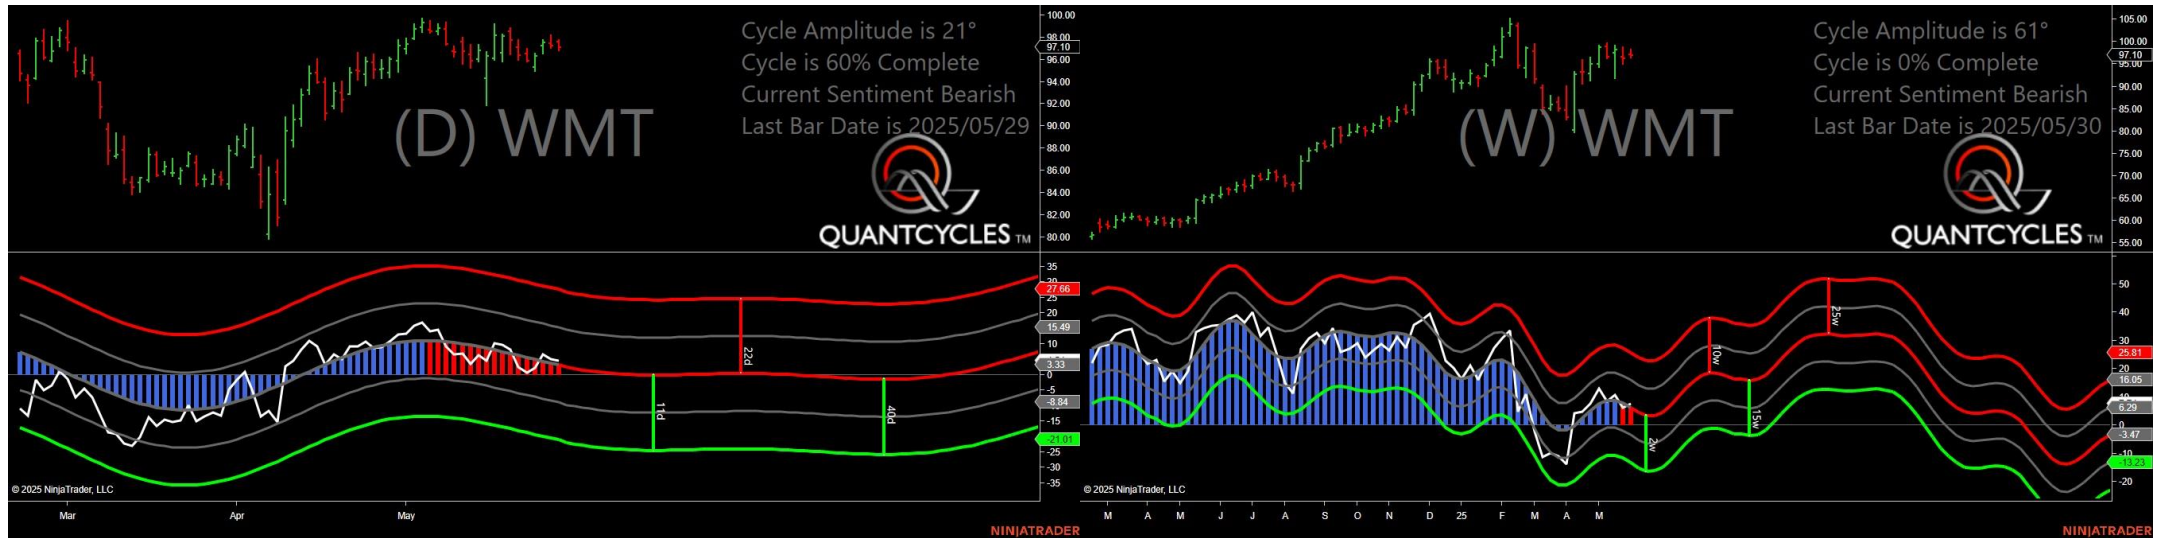 Cycle Amplitude is 21°
Cycle is 60% Complete
Current Sentiment Bearish
Last Bar Date is 2025/05/29
(D) WMT
QUANTCYCLES TM
100.00
98.00
97.10
96.00
94.00
92.00
90.00
88.00
86.00
84.00
82.00
80.00
35
27.66
25
20
15.49
10
3.33
0
-5
-8.84
-15
-21.01
-25
-35
22d
11d
40d
© 2025 NinjaTrader, LLC
Mar Apr May
NINJATRADER
Cycle Amplitude is 61°
Cycle is 0% Complete
Current Sentiment Bearish
Last Bar Date is 2025/05/30
(W) WMT
QUANTCYCLES TM
105.00
100.00
97.10
95.00
90.00
85.00
80.00
75.00
70.00
65.00
60.00
55.00
50
40
30
25.81
20
16.05
6.29
0
-3.47
-10
-13.23
-20
10w
25w
2w
15w
© 2025 NinjaTrader, LLC
M A M J J A S O N D 25 F M A M
NINJATRADER